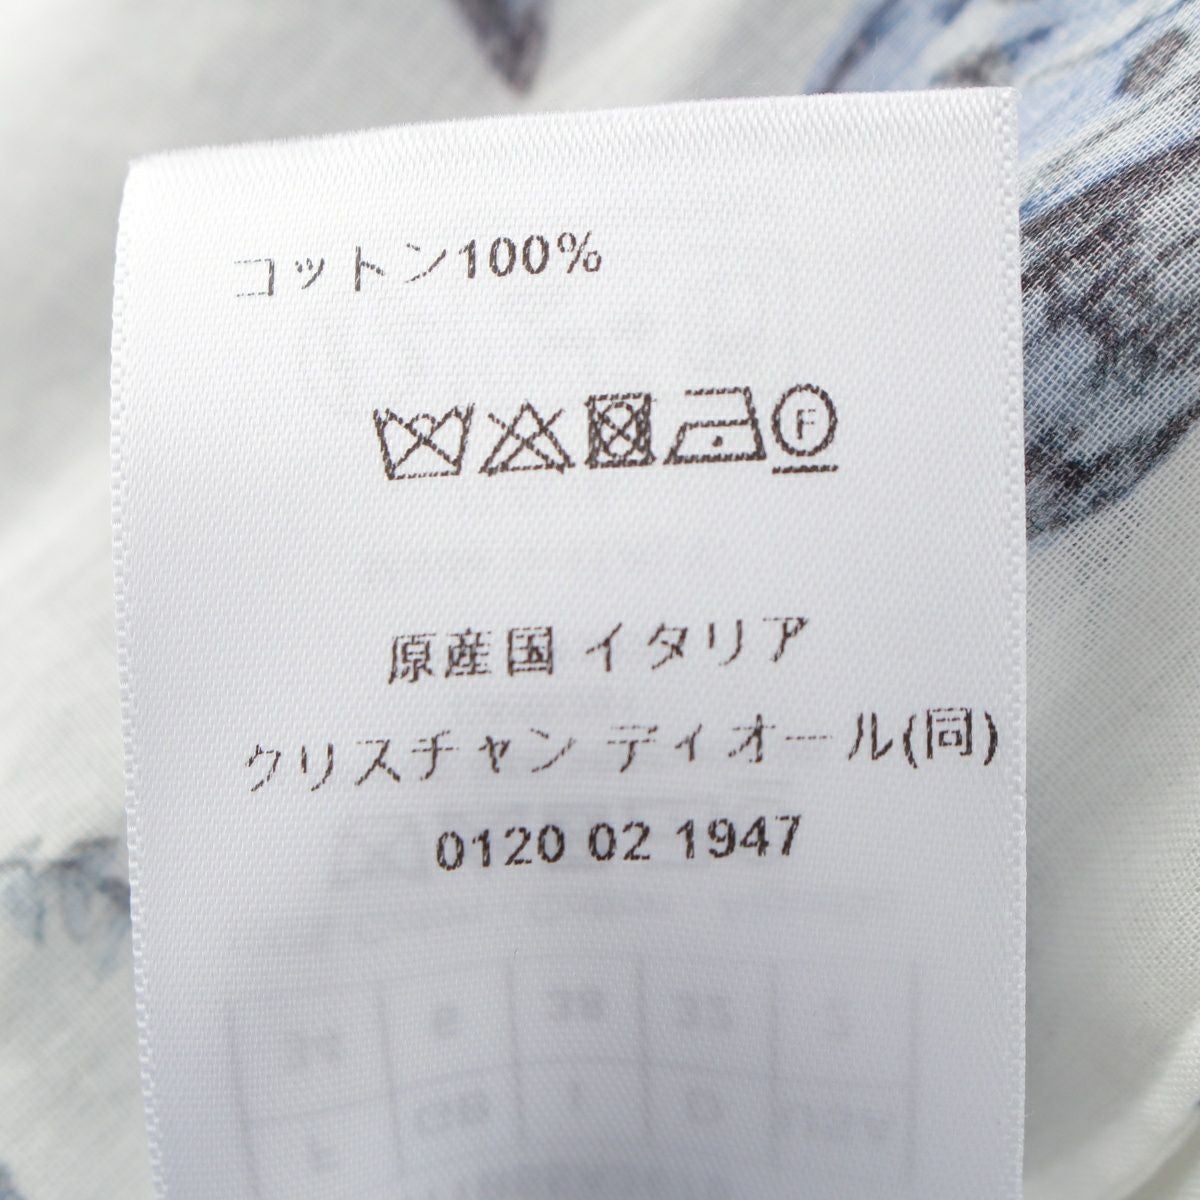 コットン100%
F
原産国 イタリア
クリスチャン ディオール(同)
0120 02 1947